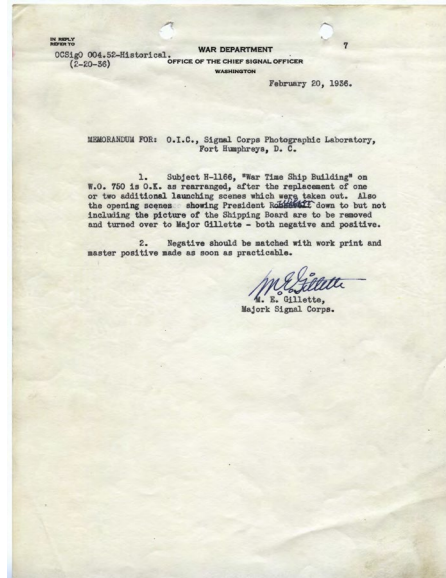 IN REPLY
REFER TO
OCSigO 004.52-Historical.
(2-20-36)
WAR DEPARTMENT
OFFICE OF THE CHIEF SIGNAL OFFICER
WASHINGTON
7
February 20, 1936.
MEMORANDUM FOR: O.I.C., Signal Corps Photographic Laboratory,
Fort Humphreys, D. C.
1. Subject H-1166, "War Time Ship Building" on
W.O. 750 is O.K. as rearranged, after the replacement of one
or two additional launching scenes which were taken out. Also
the opening scenes showing President down to but not
including the picture of the Shipping Board are to be removed
and turned over to Major Gillette - both negative and positive.
2. Negative should be matched with work print and
master positive made as soon as practicable.
M E Gillette
M. E. Gillette,
Majork Signal Corps.